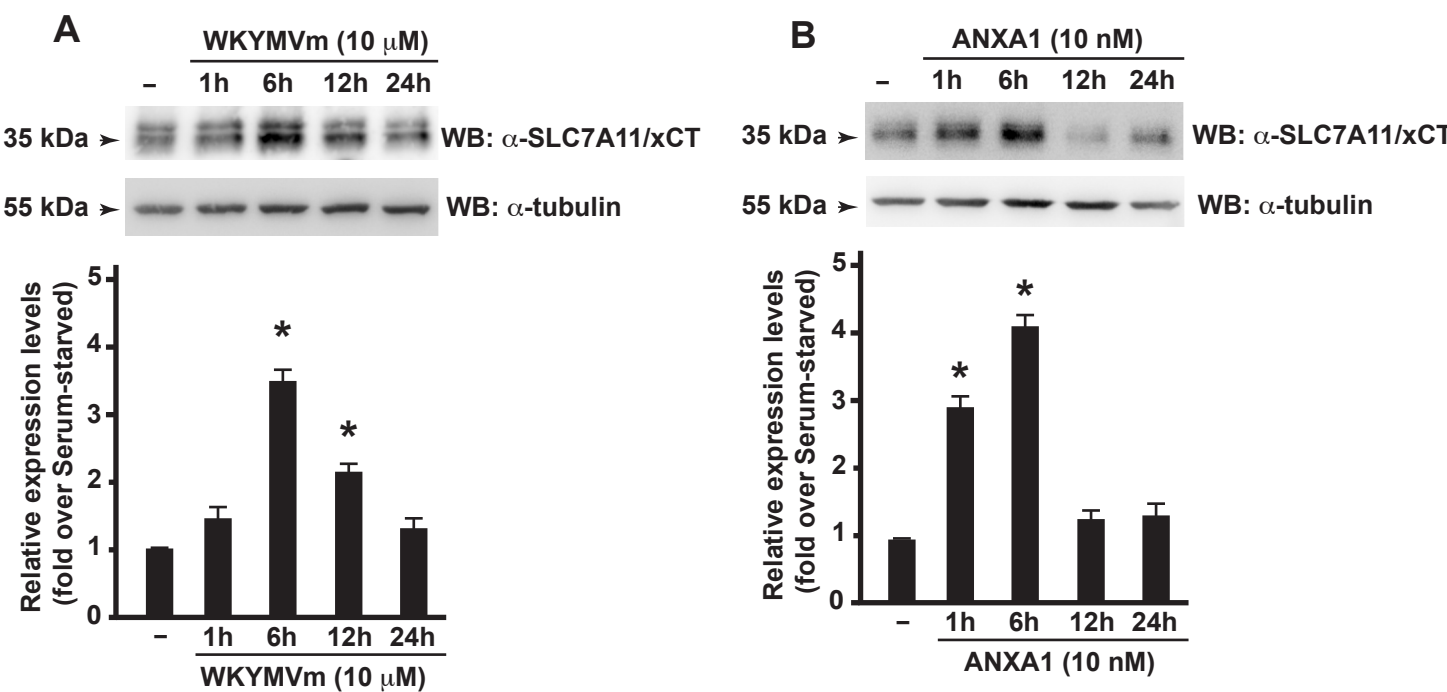 A
WKYMVm (10 μM)
– 1h 6h 12h 24h
35 kDa
WB: α-SLC7A11/xCT
55 kDa
WB: α-tubulin
Relative expression levels
(fold over Serum-starved)
5
4
3
2
1
0
*
*
– 1h 6h 12h 24h
WKYMVm (10 μM)
B
ANXA1 (10 nM)
– 1h 6h 12h 24h
35 kDa
WB: α-SLC7A11/xCT
55 kDa
WB: α-tubulin
Relative expression levels
(fold over Serum-starved)
5
4
3
2
1
0
*
*
– 1h 6h 12h 24h
ANXA1 (10 nM)